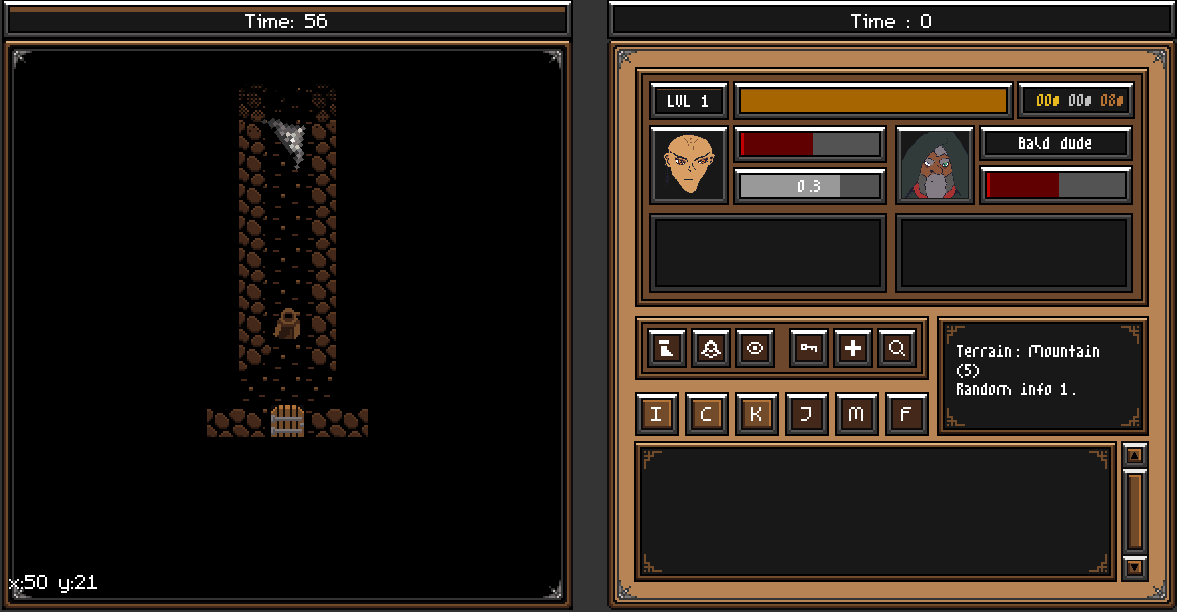 Time: 56
Time : 0
LVL 1
00 00 08
Bald dude
0.3
Terrain: Mountain
(5)
Random info 1.
I C K J M F
x:50 y:21